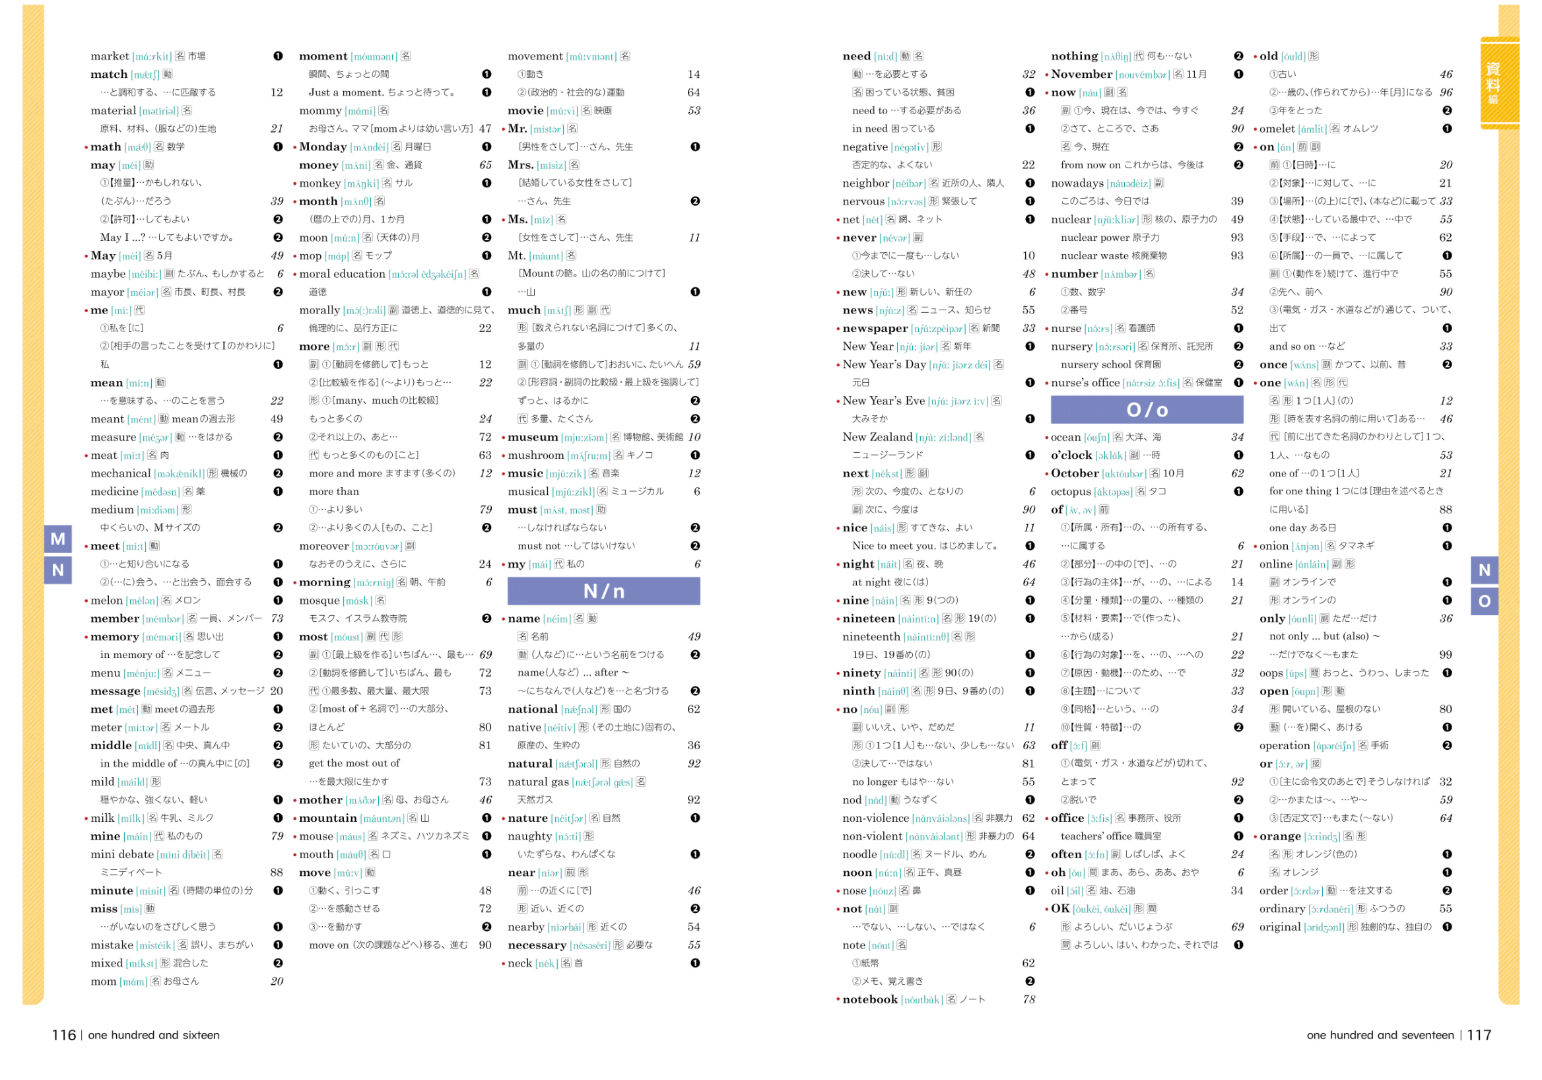 market [mɑ́ːrkit] 名 市場 ❶
match [mǽtʃ] 動
…と調和する、…に匹敵する 12
material [mətíriəl] 名
原料、材料、(服などの)生地 21
•math [mǽθ] 名 数学 ❶
may [méi] 助
①【推量】…かもしれない、
(たぶん)…だろう 39
②【許可】…してもよい ❷
May I ...? …してもよいですか。 ❷
•May [méi] 名 5月 49
maybe [méibiː] 副 たぶん、もしかすると 6
mayor [méiər] 名 市長、町長、村長 ❷
•me [míː] 代
①私を[に] 6
②[相手の言ったことを受けて I のかわりに]
私 ❶
mean [míːn] 動
…を意味する、…のことを言う 22
meant [mént] 動 meanの過去形 49
measure [méʒər] 動 …をはかる ❷
•meat [míːt] 名 肉 ❶
mechanical [məkǽnikl] 形 機械の ❷
medicine [médəsn] 名 薬 ❶
medium [míːdiəm] 形
中くらいの、Mサイズの ❷
•meet [míːt] 動
①…と知り合いになる ❶
②(…に)会う、…と出会う、面会する ❶
•melon [mélən] 名 メロン ❶
member [mémbər] 名 一員、メンバー 73
•memory [méməri] 名 思い出 ❶
in memory of …を記念して ❷
menu [ménjuː] 名 メニュー ❷
message [mésidʒ] 名 伝言、メッセージ 20
met [mét] 動 meetの過去形 ❶
meter [míːtər] 名 メートル ❷
middle [mídl] 名 中央、真ん中 ❷
in the middle of …の真ん中に[の] ❷
mild [máild] 形
穏やかな、強くない、軽い ❶
•milk [mílk] 名 牛乳、ミルク ❶
mine [máin] 代 私のもの 79
mini debate [míni dibéit] 名
ミニディベート 88
minute [mínit] 名 (時間の単位の)分 ❶
miss [mís] 動
…がいないのをさびしく思う ❶
mistake [mistéik] 名 誤り、まちがい ❶
mixed [míkst] 形 混合した ❷
mom [mɑ́m] 名 お母さん 20
moment [móumənt] 名
瞬間、ちょっとの間 ❶
Just a moment. ちょっと待って。 ❶
mommy [mɑ́mi] 名
お母さん、ママ[momよりは幼い言い方] 47
•Monday [mʌ́ndèi] 名 月曜日 ❶
money [mʌ́ni] 名 金、通貨 65
•monkey [mʌ́ŋki] 名 サル ❶
•month [mʌ́nθ] 名
(暦の上での)月、1か月 ❶
moon [múːn] 名 (天体の)月 ❷
•mop [mɑ́p] 名 モップ ❶
•moral education [mɔ́ːrəl èdʒəkéiʃn] 名
道徳 ❶
morally [mɔ́(ː)rəli] 副 道徳上、道徳的に見て、
倫理的に、品行方正に 22
more [mɔ́ːr] 副 形 代
副 ①[動詞を修飾して]もっと 12
②[比較級を作る](〜より)もっと… 22
形 ①[many、muchの比較級]
もっと多くの 24
②それ以上の、あと… 72
代 もっと多くのもの[こと] 63
more and more ますます(多くの) 12
more than
①…より多い 79
②…より多くの人[もの、こと] ❷
moreover [mɔːróuvər] 副
なおそのうえに、さらに 24
•morning [mɔ́ːrniŋ] 名 朝、午前 6
mosque [mɑ́sk] 名
モスク、イスラム教寺院 ❷
most [móust] 副 代 形
副 ①[最上級を作る]いちばん…、最も… 69
②[動詞を修飾して]いちばん、最も 72
代 ①最多数、最大量、最大限 73
②[most of＋名詞で]…の大部分、
ほとんど 80
形 たいていの、大部分の 81
get the most out of
…を最大限に生かす 73
•mother [mʌ́ðər] 名 母、お母さん 46
•mountain [máuntən] 名 山 ❶
•mouse [máus] 名 ネズミ、ハツカネズミ ❶
•mouth [máuθ] 名 口 ❶
move [múːv] 動
①動く、引っこす 48
②…を感動させる 72
③…を動かす ❷
move on (次の課題などへ)移る、進む 90
movement [múːvmənt] 名
①動き 14
②(政治的・社会的な)運動 64
movie [múːvi] 名 映画 53
•Mr. [místər] 名
[男性をさして]…さん、先生 ❶
Mrs. [mísiz] 名
[結婚している女性をさして]
…さん、先生 ❷
•Ms. [míz] 名
[女性をさして]…さん、先生 11
Mt. [máunt] 名
[Mountの略。山の名の前につけて]
…山 ❶
much [mʌ́tʃ] 形 副 代
形 [数えられない名詞につけて]多くの、
多量の 11
副 ①[動詞を修飾して]おおいに、たいへん 59
②[形容詞・副詞の比較級・最上級を強調して]
ずっと、はるかに ❷
代 多量、たくさん ❷
•museum [mjuːzíəm] 名 博物館、美術館 10
•mushroom [mʌ́ʃruːm] 名 キノコ ❶
•music [mjúːzik] 名 音楽 12
musical [mjúːzikl] 名 ミュージカル 6
must [mʌ́st, məst] 助
…しなければならない ❷
must not …してはいけない ❷
•my [mái] 代 私の 6
N / n
•name [néim] 名 動
名 名前 49
動 (人など)に…という名前をつける ❷
name(人など) ... after 〜
〜にちなんで(人など)を…と名づける ❷
national [nǽʃnəl] 形 国の 62
native [néitiv] 形 (その土地に)固有の、
原産の、生粋の 36
natural [nǽtʃərəl] 形 自然の 92
natural gas [nǽtʃərəl gǽs] 名
天然ガス 92
•nature [néitʃər] 名 自然 ❶
naughty [nɔ́ːti] 形
いたずらな、わんぱくな ❶
near [níər] 前 形
前 …の近くに[で] 46
形 近い、近くの ❷
nearby [níərbái] 形 近くの 54
necessary [nésəsèri] 形 必要な 55
•neck [nék] 名 首 ❶
M
N
116 | one hundred and sixteen
need [níːd] 動 名
動 …を必要とする 32
名 困っている状態、貧困 ❶
need to …する必要がある 36
in need 困っている ❶
negative [négətiv] 形
否定的な、よくない 22
neighbor [néibər] 名 近所の人、隣人 ❶
nervous [nɔ́ːrvəs] 形 緊張して ❶
•net [nét] 名 網、ネット ❶
•never [névər] 副
①今までに一度も…しない 10
②決して…ない 48
•new [njúː] 形 新しい、新任の 6
news [njúːz] 名 ニュース、知らせ 55
•newspaper [njúːzpèipər] 名 新聞 33
New Year [njúː jíər] 名 新年 ❶
•New Year's Day [njúː jíərz déi] 名
元日 ❶
•New Year's Eve [njúː jíərz íːv] 名
大みそか ❶
New Zealand [njùː zíːlənd] 名
ニュージーランド ❶
next [nékst] 形 副
形 次の、今度の、となりの 6
副 次に、今度は 90
•nice [náis] 形 すてきな、よい 11
Nice to meet you. はじめまして。 ❶
•night [náit] 名 夜、晩 46
at night 夜に(は) 64
•nine [náin] 名 形 9(つの) ❶
•nineteen [nàintíːn] 名 形 19(の) ❶
nineteenth [nàintíːnθ] 名 形
19日、19番め(の) ❶
•ninety [náinti] 名 形 90(の) ❶
ninth [náinθ] 名 形 9日、9番め(の) ❶
•no [nóu] 副 形
副 いいえ、いや、だめだ 11
形 ①1つ[1人]も…ない、少しも…ない 63
②決して…ではない 81
no longer もはや…ない 55
nod [nɑ́d] 動 うなずく ❶
non-violence [nɑ̀nváiələns] 名 非暴力 62
non-violent [nɑ̀nváiələnt] 形 非暴力の 64
noodle [núːdl] 名 ヌードル、めん ❷
noon [núːn] 名 正午、真昼 ❶
•nose [nóuz] 名 鼻 ❶
•not [nɑ́t] 副
…でない、…しない、…ではなく 6
note [nóut] 名
①紙幣 62
②メモ、覚え書き ❷
•notebook [nóutbùk] 名 ノート 78
nothing [nʌ́θiŋ] 代 何も…ない ❷
•November [nouvémbər] 名 11月 ❶
•now [náu] 副 名
副 ①今、現在は、今では、今すぐ 24
②さて、ところで、さあ 90
名 今、現在 ❷
from now on これからは、今後は ❷
nowadays [náuədèiz] 副
このごろは、今日では 39
nuclear [njúːkliər] 形 核の、原子力の 49
nuclear power 原子力 93
nuclear waste 核廃棄物 93
•number [nʌ́mbər] 名
①数、数字 34
②番号 52
•nurse [nɔ́ːrs] 名 看護師 ❶
nursery [nɔ́ːrsəri] 名 保育所、託児所 ❷
nursery school 保育園 ❷
•nurse's office [nɔ́ːrsiz ɔ́ːfis] 名 保健室 ❶
O / o
•ocean [óuʃn] 名 大洋、海 34
o'clock [əklɑ́k] 副 …時 ❶
•October [ɑktóubər] 名 10月 62
octopus [ɑ́ktəpəs] 名 タコ ❶
of [ʌ́v, əv] 前
①【所属・所有】…の、…の所有する、
…に属する 6
②【部分】…の中の[で]、…の 21
③【行為の主体】…が、…の、…による 14
④【分量・種類】…の量の、…種類の 21
⑤【材料・要素】…で(作った)、
…から(成る) 21
⑥【行為の対象】…を、…の、…への 22
⑦【原因・動機】…のため、…で 32
⑧【主題】…について 33
⑨【同格】…という、…の 34
⑩【性質・特徴】…の ❷
off [ɔ́ːf] 副
①(電気・ガス・水道などが)切れて、
とまって 92
②脱いで ❷
•office [ɔ́ːfis] 名 事務所、役所 ❶
teachers' office 職員室 ❶
often [ɔ́ːfn] 副 しばしば、よく 24
•oh [óu] 間 まあ、あら、ああ、おや 6
oil [ɔ́il] 名 油、石油 34
•OK [òukéi, óukèi] 形 間
形 よろしい、だいじょうぶ 69
間 よろしい、はい、わかった、それでは ❶
•old [óuld] 形
①古い 46
②…歳の、(作られてから)…年[月]になる 96
③年をとった ❷
•omelet [ɑ́mlit] 名 オムレツ ❶
•on [ɑ́n] 前 副
前 ①【日時】…に 20
②【対象】…に対して、…に 21
③【場所】…(の上)に[で]、(本など)に載って 33
④【状態】…している最中で、…中で 55
⑤【手段】…で、…によって 62
⑥【所属】…の一員で、…に属して ❶
副 ①(動作を)続けて、進行中で 55
②先へ、前へ 90
③(電気・ガス・水道などが)通じて、ついて、
出て ❶
and so on …など 33
once [wʌ́ns] 副 かつて、以前、昔 ❷
•one [wʌ́n] 名 形 代
名 形 1つ[1人](の) 12
形 [時を表す名詞の前に用いて]ある… 46
代 [前に出てきた名詞のかわりとして]1つ、
1人、…なもの 53
one of …の1つ[1人] 21
for one thing 1つには[理由を述べるとき
に用いる] 88
one day ある日 ❶
•onion [ʌ́njən] 名 タマネギ ❶
online [ɑ́nláin] 副 形
副 オンラインで ❶
形 オンラインの ❶
only [óunli] 副 ただ…だけ 36
not only ... but (also) 〜
…だけでなく〜もまた 99
oops [úps] 間 おっと、うわっ、しまった ❶
open [óupn] 形 動
形 開いている、屋根のない 80
動 (…を)開く、あける ❶
operation [ɑ̀pəréiʃn] 名 手術 ❷
or [ɔ́ːr, ər] 接
①[主に命令文のあとで]そうしなければ 32
②…かまたは〜、…や〜 59
③[否定文で]…もまた(〜ない) 64
•orange [ɔ́ːrindʒ] 名 形
名 形 オレンジ(色の) ❶
名 オレンジ ❶
order [ɔ́ːrdər] 動 …を注文する ❷
ordinary [ɔ́ːrdənèri] 形 ふつうの 55
original [ərídʒənl] 形 独創的な、独自の ❶
資料編
N
O
one hundred and seventeen | 117